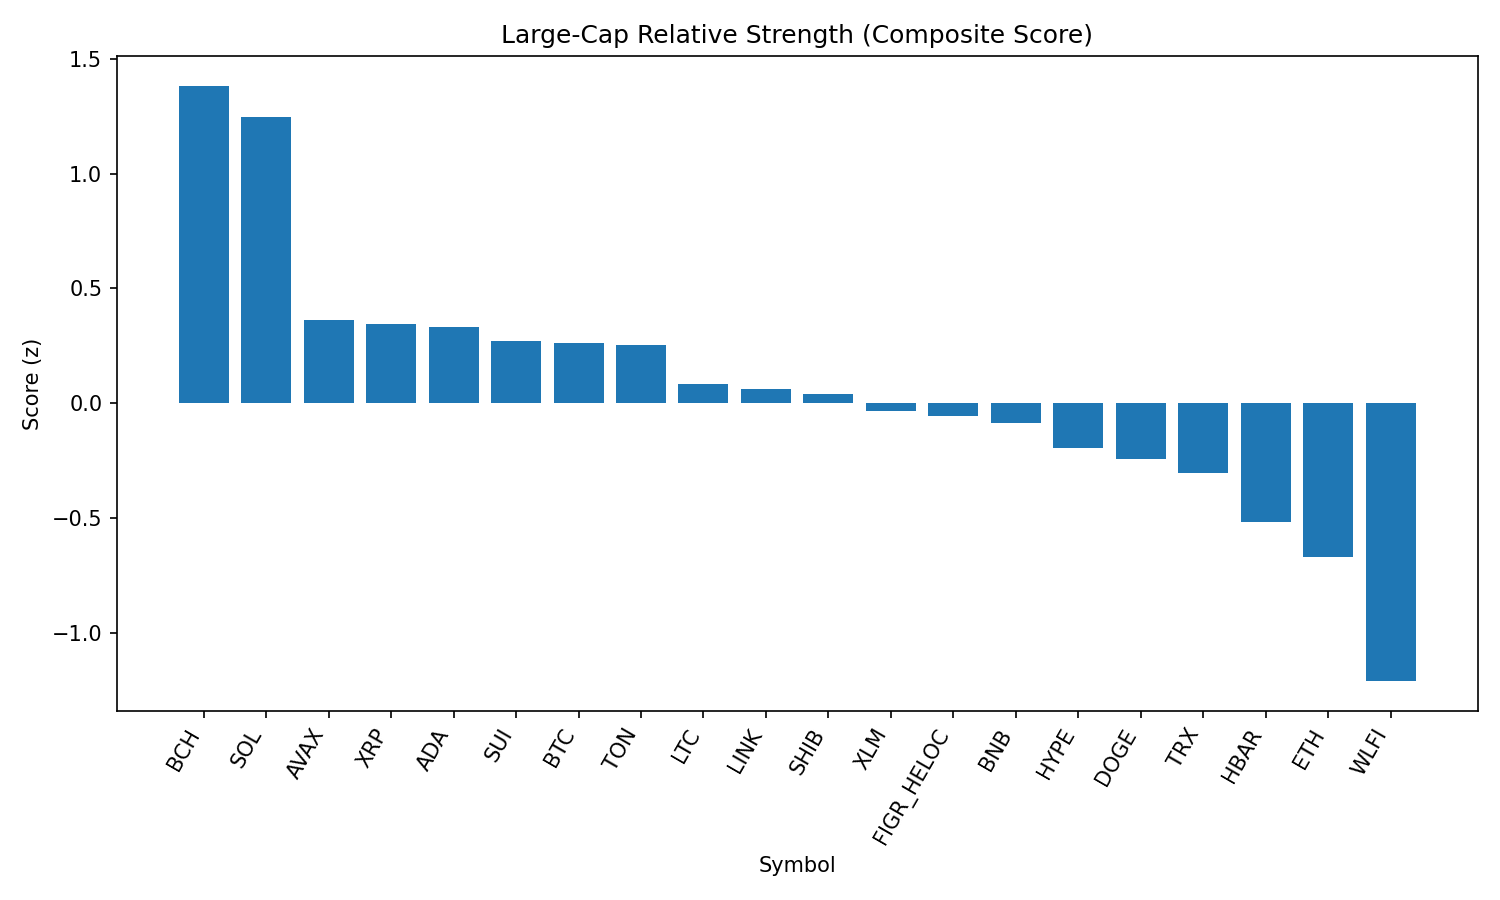 Large-Cap Relative Strength (Composite Score)
1.5
1.0
0.5
0.0
−0.5
−1.0
Score (z)
BCH
SOL
AVAX
XRP
ADA
SUI
BTC
TON
LTC
LINK
SHIB
XLM
FIGR_HELOC
BNB
HYPE
DOGE
TRX
HBAR
ETH
WLFI
Symbol